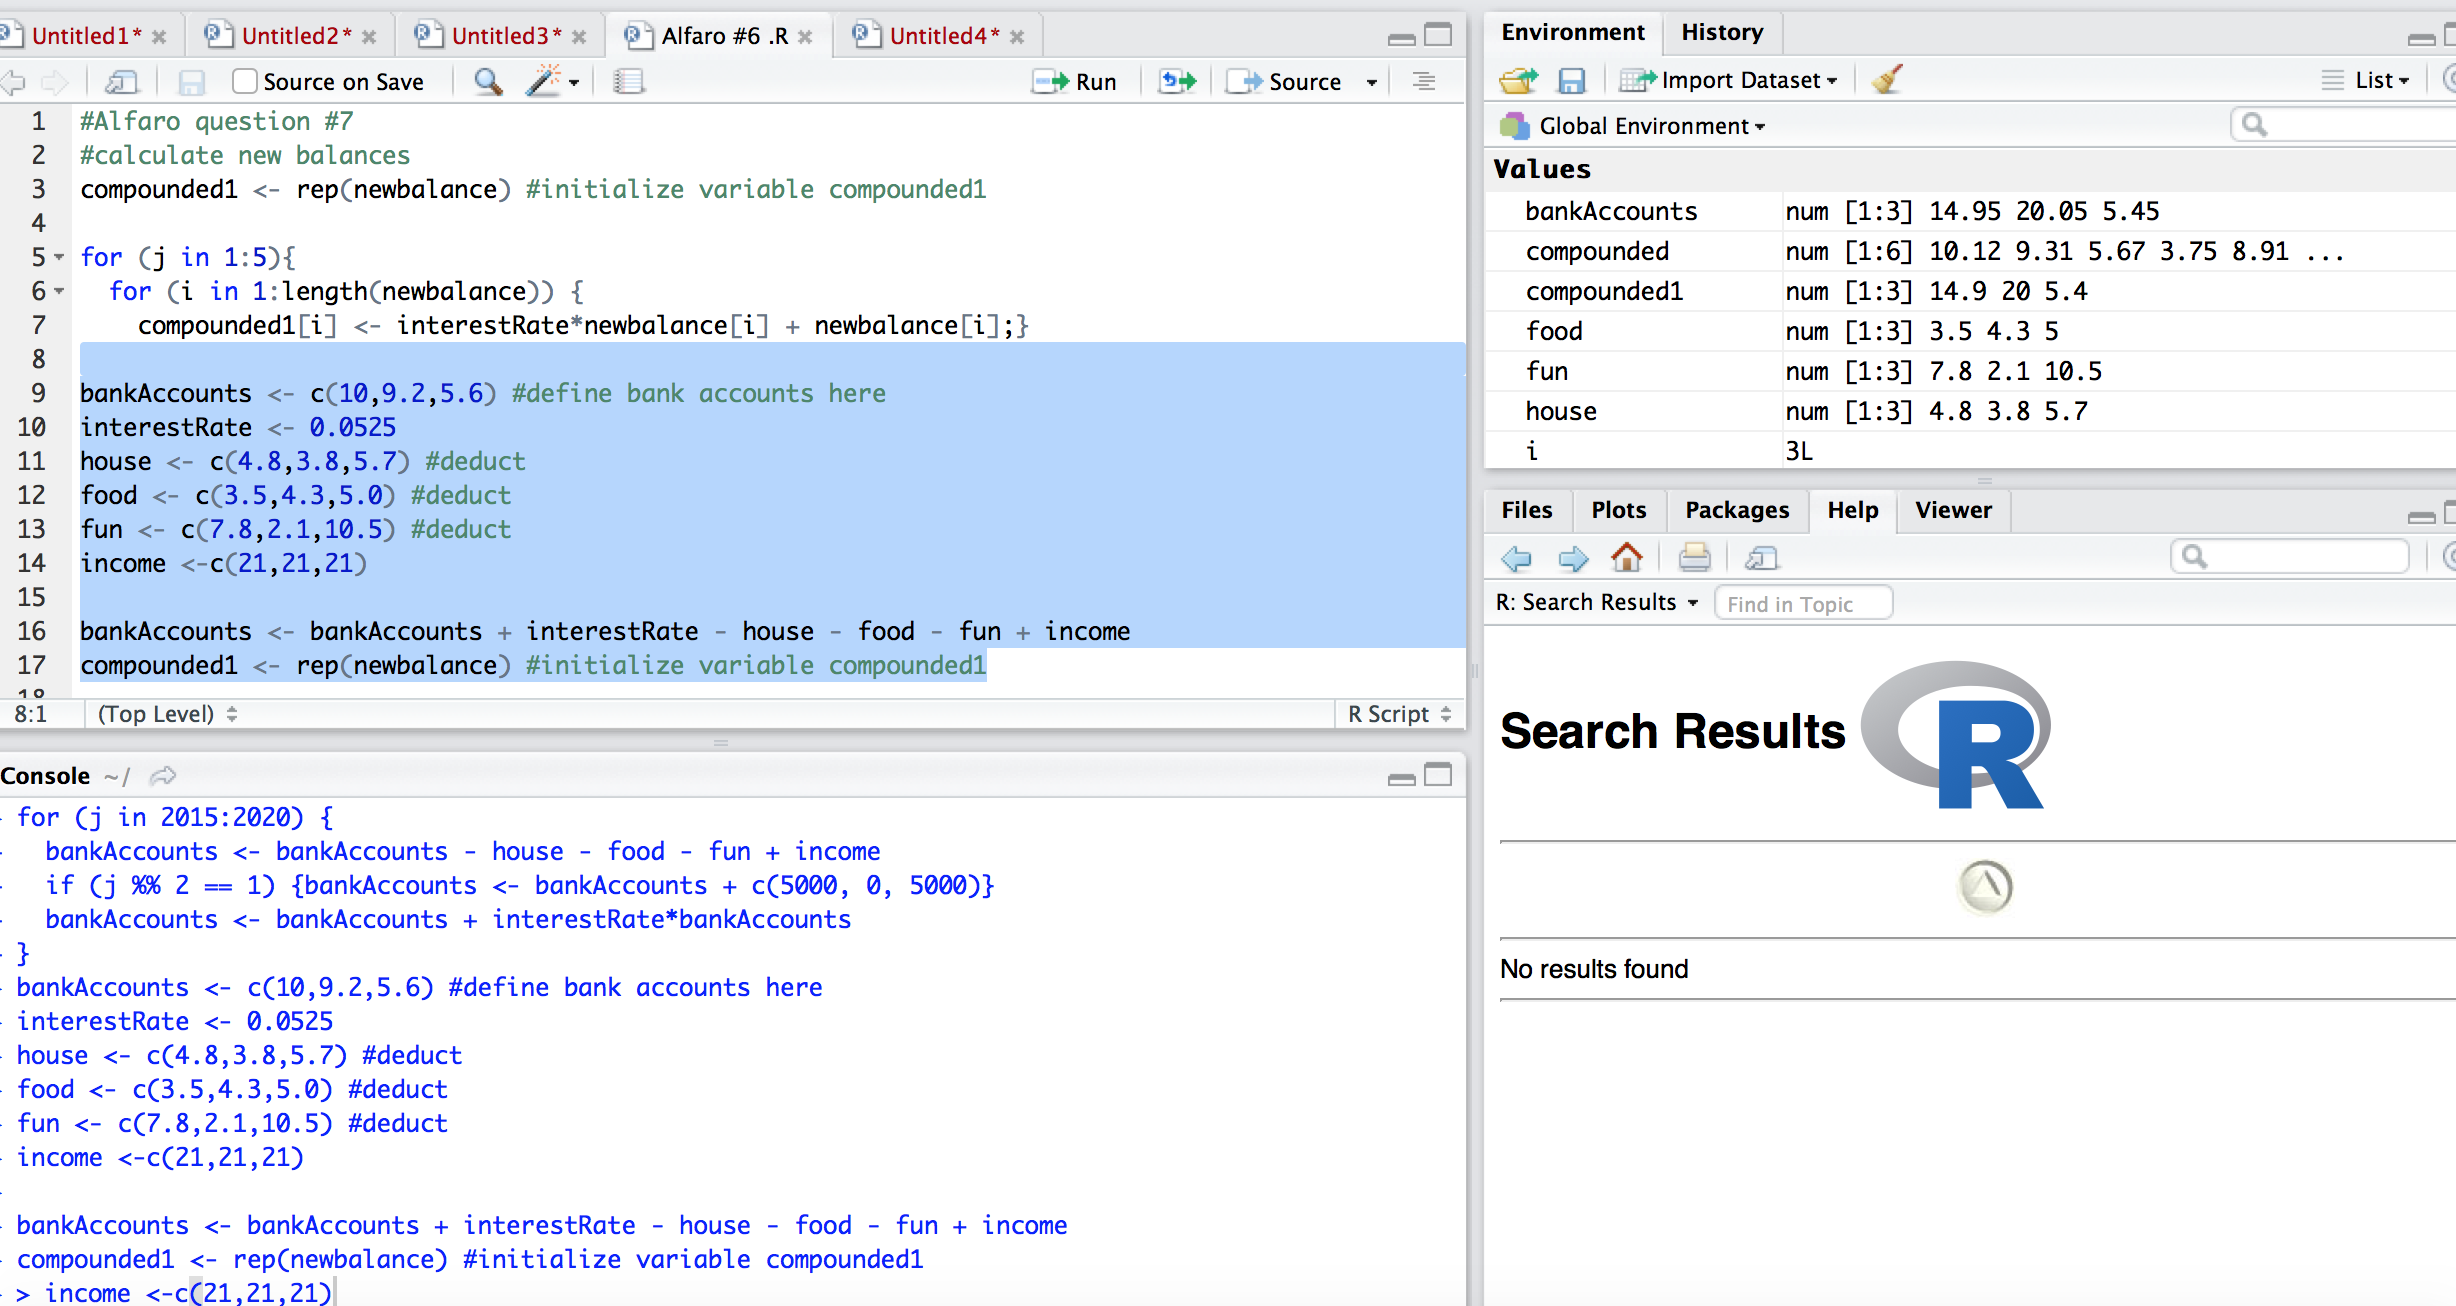 Untitled1* Untitled2* Untitled3* Alfaro #6 .R Untitled4*
Source on Save Run Source
1 #Alfaro question #7
2 #calculate new balances
3 compounded1 <- rep(newbalance) #initialize variable compounded1
4
5 for (j in 1:5){
6 for (i in 1:length(newbalance)) {
7 compounded1[i] <- interestRate*newbalance[i] + newbalance[i];}
8
9 bankAccounts <- c(10,9.2,5.6) #define bank accounts here
10 interestRate <- 0.0525
11 house <- c(4.8,3.8,5.7) #deduct
12 food <- c(3.5,4.3,5.0) #deduct
13 fun <- c(7.8,2.1,10.5) #deduct
14 income <-c(21,21,21)
15
16 bankAccounts <- bankAccounts + interestRate - house - food - fun + income
17 compounded1 <- rep(newbalance) #initialize variable compounded1
18
8:1 (Top Level) R Script
Console ~/
for (j in 2015:2020) {
bankAccounts <- bankAccounts - house - food - fun + income
if (j %% 2 == 1) {bankAccounts <- bankAccounts + c(5000, 0, 5000)}
bankAccounts <- bankAccounts + interestRate*bankAccounts
}
bankAccounts <- c(10,9.2,5.6) #define bank accounts here
interestRate <- 0.0525
house <- c(4.8,3.8,5.7) #deduct
food <- c(3.5,4.3,5.0) #deduct
fun <- c(7.8,2.1,10.5) #deduct
income <-c(21,21,21)
bankAccounts <- bankAccounts + interestRate - house - food - fun + income
compounded1 <- rep(newbalance) #initialize variable compounded1
> income <-c(21,21,21)
Environment History
Import Dataset List
Global Environment
Values
bankAccounts num [1:3] 14.95 20.05 5.45
compounded num [1:6] 10.12 9.31 5.67 3.75 8.91 ...
compounded1 num [1:3] 14.9 20 5.4
food num [1:3] 3.5 4.3 5
fun num [1:3] 7.8 2.1 10.5
house num [1:3] 4.8 3.8 5.7
i 3L
Files Plots Packages Help Viewer
R: Search Results Find in Topic
Search Results R
No results found